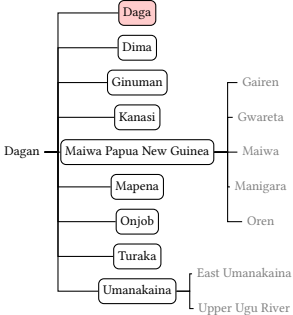 Daga
Dima
Ginuman
Kanasi
Dagan
Maiwa Papua New Guinea
Mapena
Onjob
Turaka
Umanakaina
Gairen
Gwareta
Maiwa
Manigara
Oren
East Umanakaina
Upper Ugu River